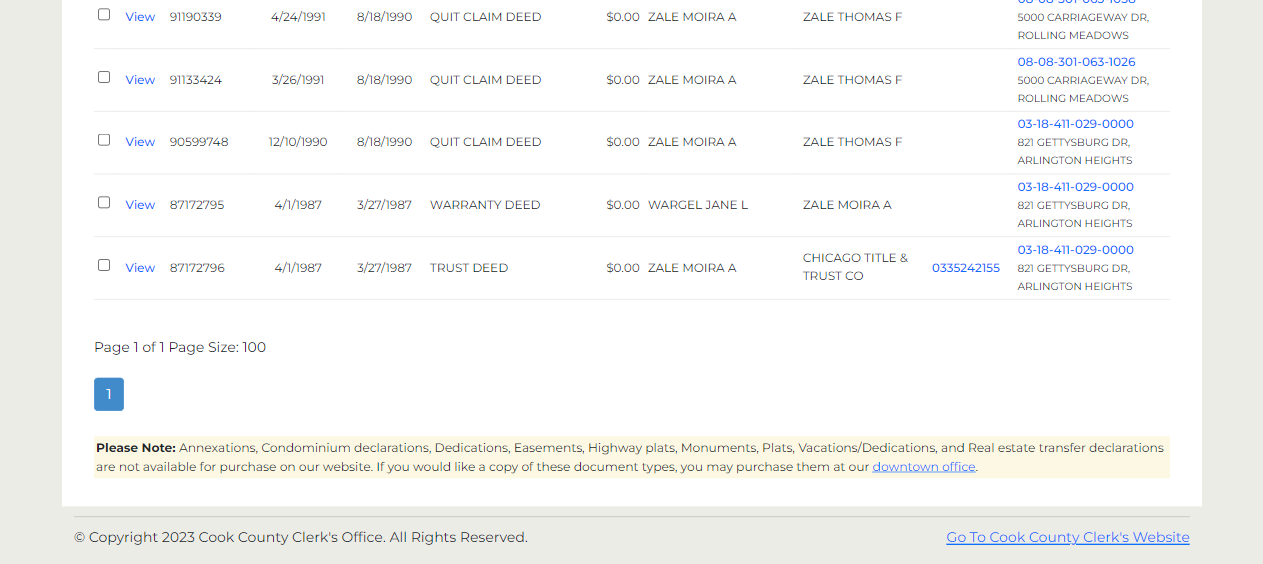 08-08-301-063-1038
View 91190339 4/24/1991 8/18/1990 QUIT CLAIM DEED $0.00 ZALE MOIRA A ZALE THOMAS F 5000 CARRIAGEWAY DR,
ROLLING MEADOWS
08-08-301-063-1026
View 91133424 3/26/1991 8/18/1990 QUIT CLAIM DEED $0.00 ZALE MOIRA A ZALE THOMAS F 5000 CARRIAGEWAY DR,
ROLLING MEADOWS
03-18-411-029-0000
View 90599748 12/10/1990 8/18/1990 QUIT CLAIM DEED $0.00 ZALE MOIRA A ZALE THOMAS F 821 GETTYSBURG DR,
ARLINGTON HEIGHTS
03-18-411-029-0000
View 87172795 4/1/1987 3/27/1987 WARRANTY DEED $0.00 WARGEL JANE L ZALE MOIRA A 821 GETTYSBURG DR,
ARLINGTON HEIGHTS
03-18-411-029-0000
View 87172796 4/1/1987 3/27/1987 TRUST DEED $0.00 ZALE MOIRA A CHICAGO TITLE & TRUST CO 0335242155 821 GETTYSBURG DR,
ARLINGTON HEIGHTS
Page 1 of 1 Page Size: 100
1
Please Note: Annexations, Condominium declarations, Dedications, Easements, Highway plats, Monuments, Plats, Vacations/Dedications, and Real estate transfer declarations
are not available for purchase on our website. If you would like a copy of these document types, you may purchase them at our downtown office.
© Copyright 2023 Cook County Clerk's Office. All Rights Reserved. Go To Cook County Clerk's Website